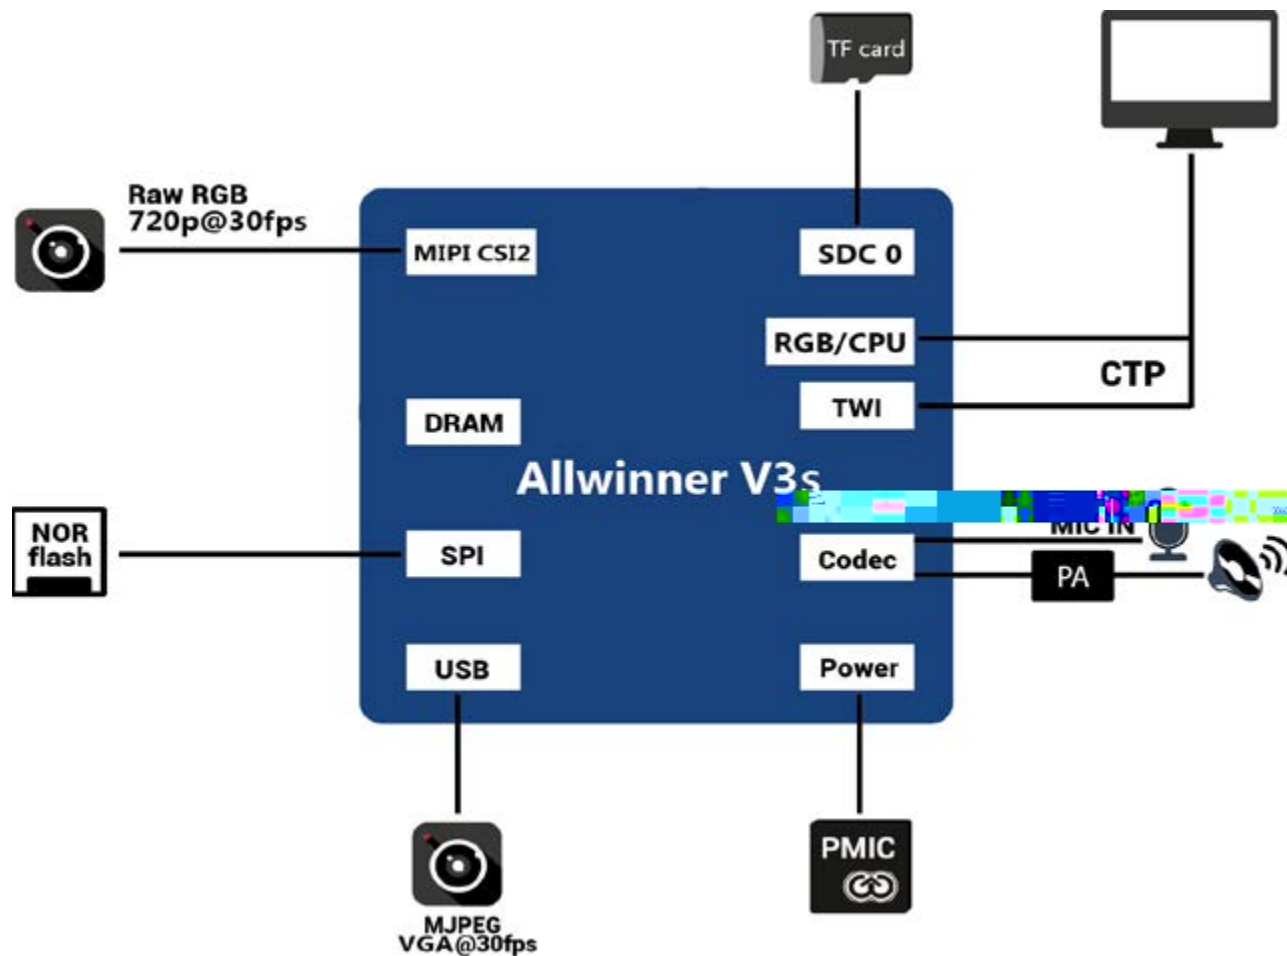 TF card
Raw RGB
720p@30fps
MIPI CSI2
SDC 0
RGB/CPU
CTP
TWI
DRAM
Allwinner V3s
NOR
flash
SPI
MIC IN
Codec
PA
USB
Power
PMIC
MJPEG
VGA@30fps